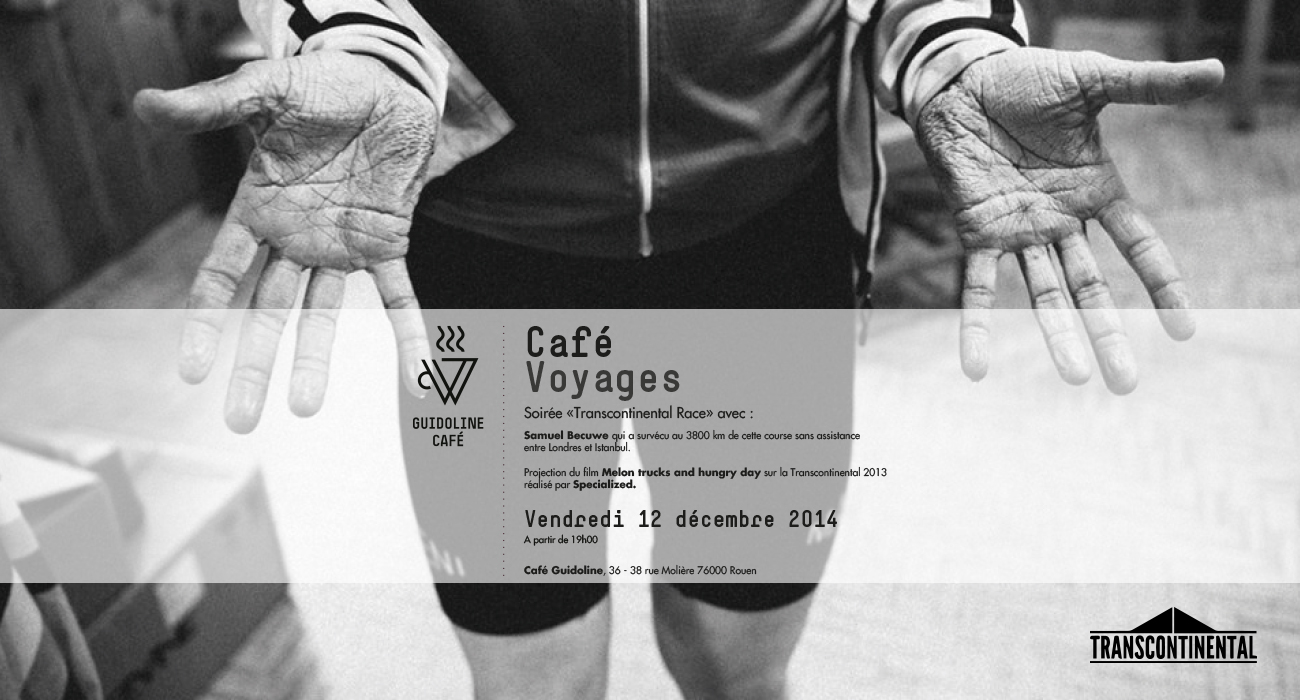 GUIDOLINE
CAFÉ
Café
Voyages
Soirée «Transcontinental Race» avec :
Samuel Becuwe qui a survécu au 3800 km de cette course sans assistance
entre Londres et Istanbul.
Projection du film Melon trucks and hungry day sur la Transcontinental 2013
réalisé par Specialized.
Vendredi 12 décembre 2014
A partir de 19h00
Café Guidoline, 36 - 38 rue Molière 76000 Rouen
TRANSCONTINENTAL